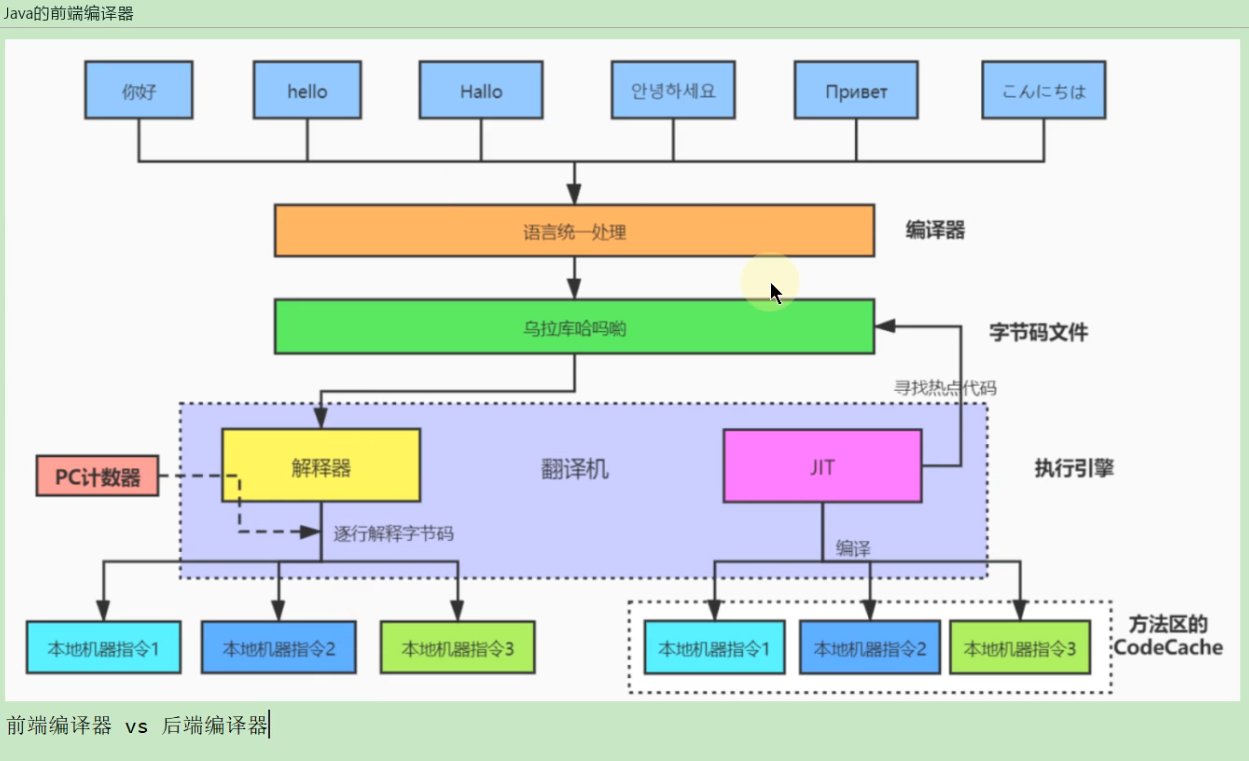 Java的前端编译器
你好
hello
Hallo
안녕하세요
Привет
こんにちは
语言统一处理
编译器
乌拉库哈吗哟
字节码文件
寻找热点代码
PC计数器
解释器
翻译机
JIT
执行引擎
逐行解释字节码
编译
本地机器指令1
本地机器指令2
本地机器指令3
本地机器指令1
本地机器指令2
本地机器指令3
方法区的
CodeCache
前端编译器 vs 后端编译器